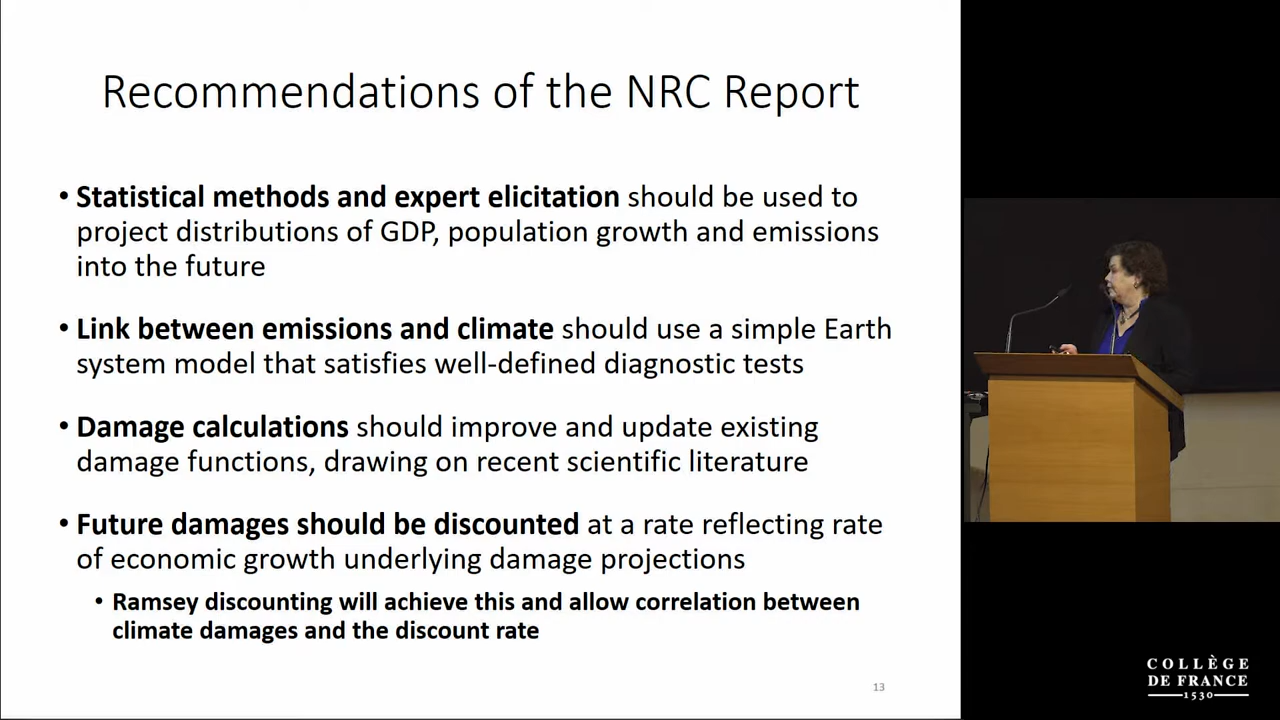 Recommendations of the NRC Report
• Statistical methods and expert elicitation should be used to
project distributions of GDP, population growth and emissions
into the future
• Link between emissions and climate should use a simple Earth
system model that satisfies well-defined diagnostic tests
• Damage calculations should improve and update existing
damage functions, drawing on recent scientific literature
• Future damages should be discounted at a rate reflecting rate
of economic growth underlying damage projections
• Ramsey discounting will achieve this and allow correlation between
climate damages and the discount rate
13
COLLÈGE
DE FRANCE
1530